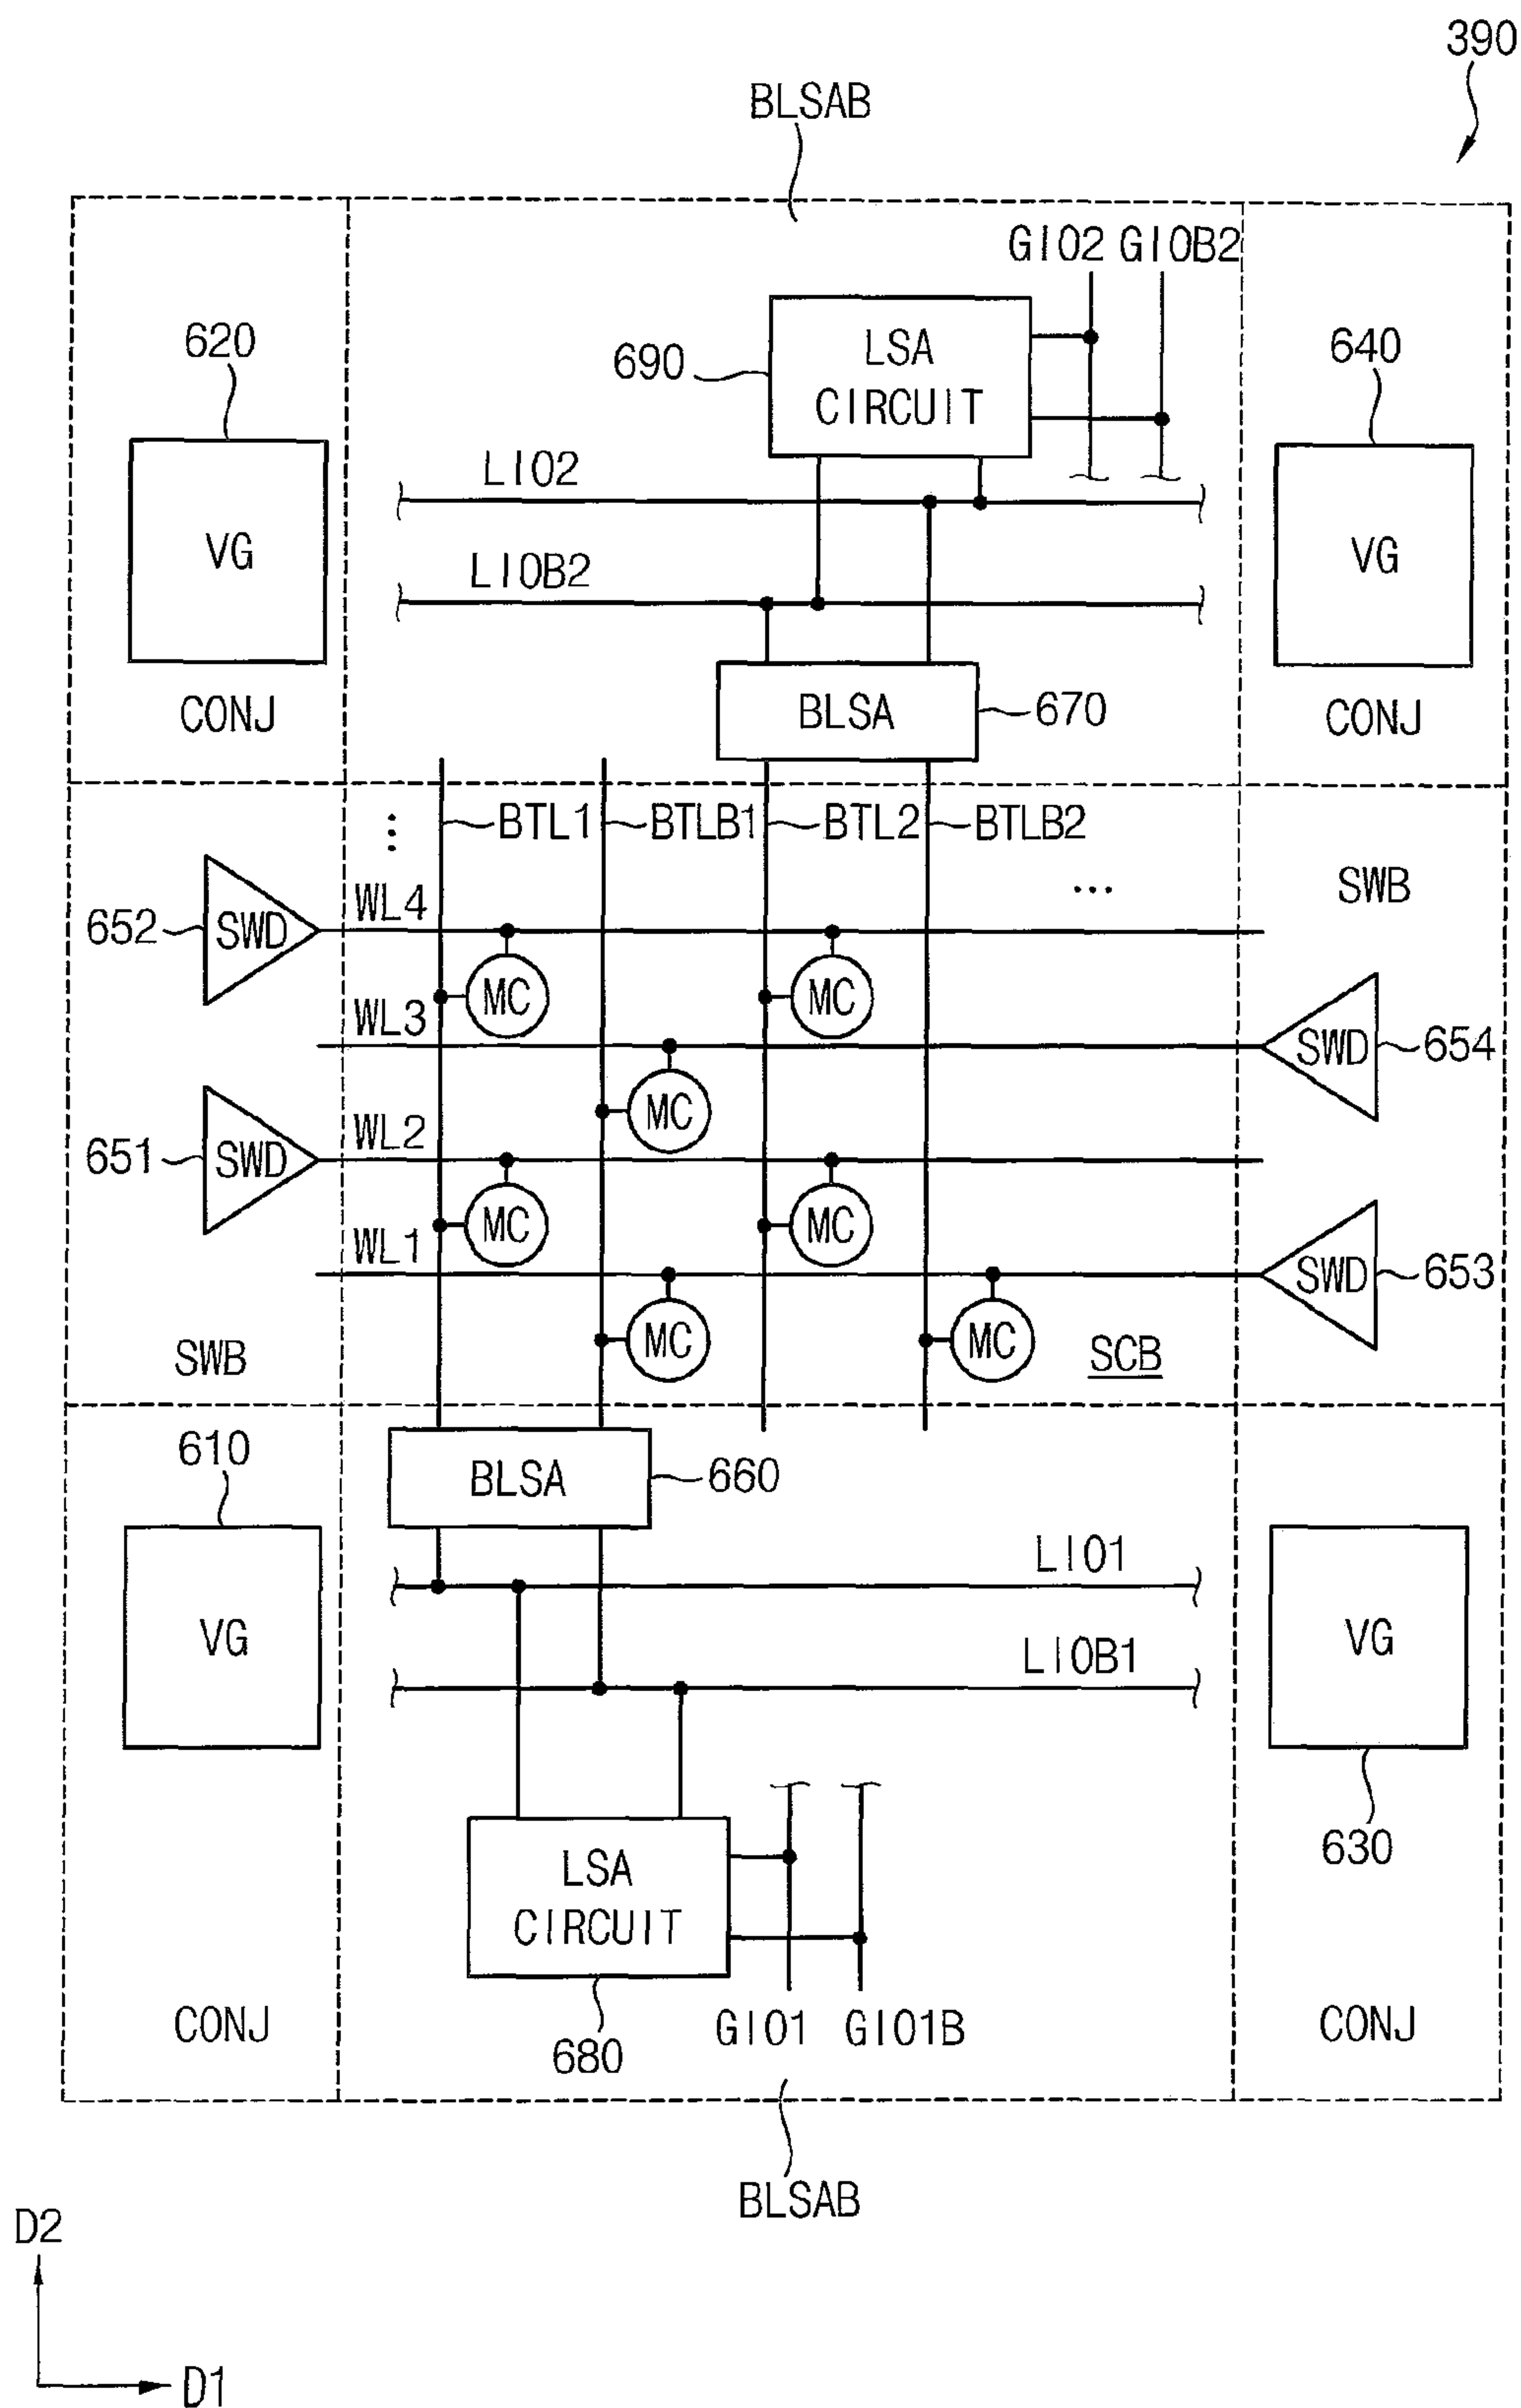 390
BLSAB
GIO2 GIOB2
620
690
LSA
CIRCUIT
640
LIO2
VG
VG
LIOB2
CONJ
BLSA
670
CONJ
BTL1
BTLB1
BTL2
BTLB2
...
...
SWB
652
SWD
WL4
MC
MC
WL3
SWD
654
MC
651
SWD
WL2
MC
MC
WL1
SWD
653
MC
MC
SWB
SCB
610
BLSA
660
LIO1
VG
VG
LIOB1
630
LSA
CIRCUIT
CONJ
GIO1
GIO1B
CONJ
680
BLSAB
D2
D1